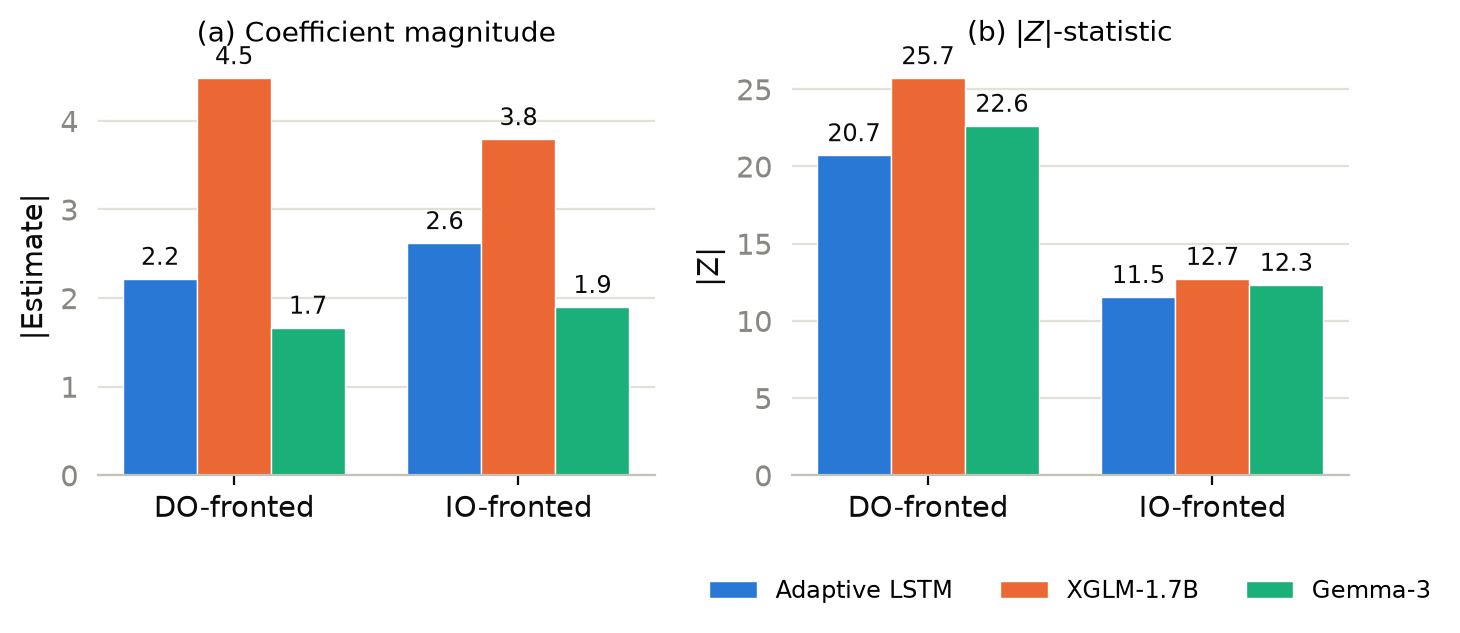 (a) Coefficient magnitude
|Estimate|
4
3
2
1
0
2.2
4.5
1.7
2.6
3.8
1.9
DO-fronted
IO-fronted
(b) |Z|-statistic
|Z|
25
20
15
10
5
0
20.7
25.7
22.6
11.5
12.7
12.3
DO-fronted
IO-fronted
Adaptive LSTM
XGLM-1.7B
Gemma-3